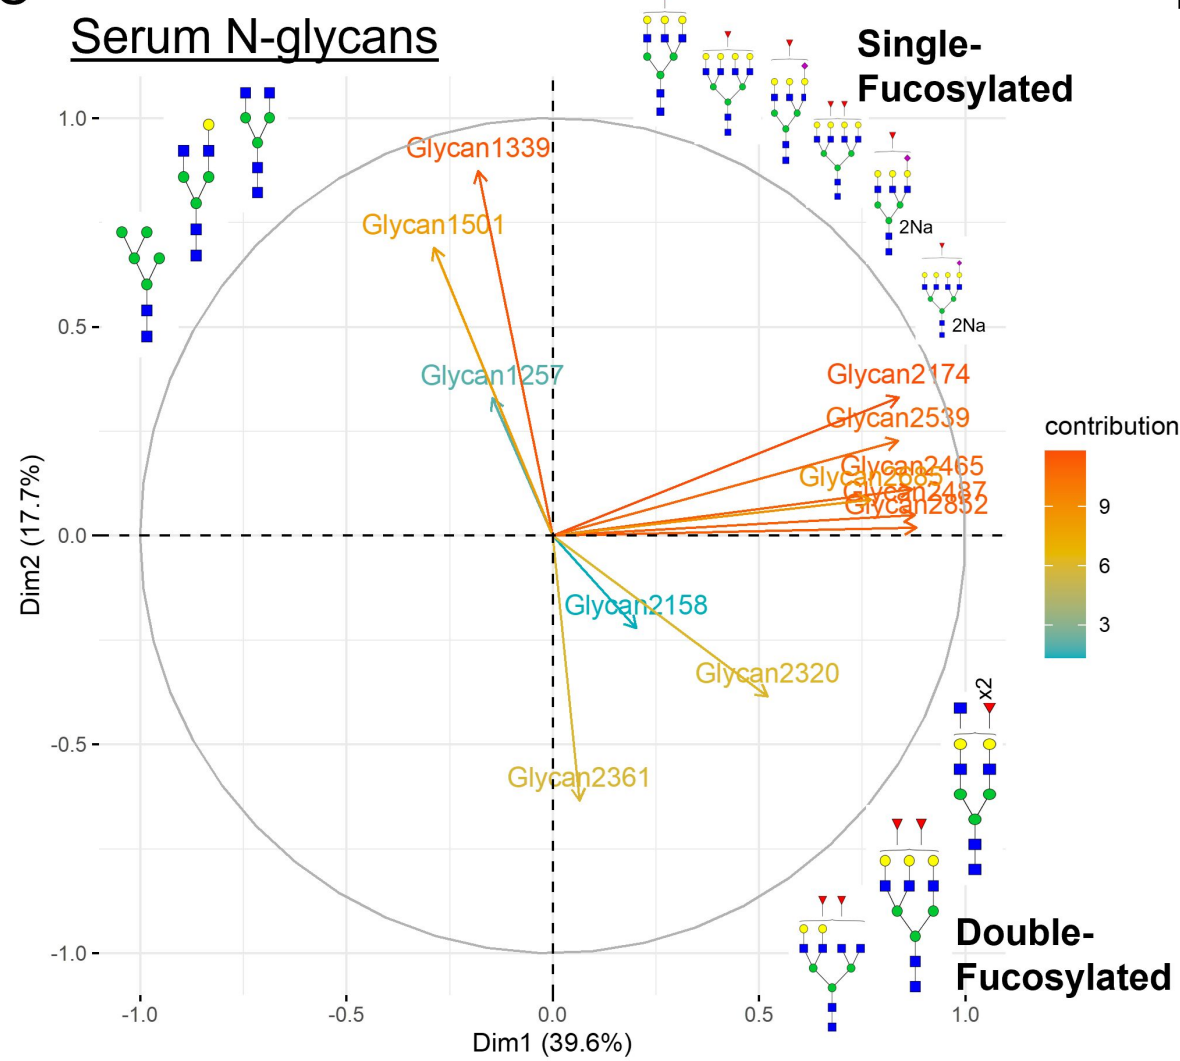 Serum N-glycans
Single-
Fucosylated
1.0
Glycan1339
Glycan1501
2Na
2Na
0.5
Glycan1257
Glycan2174
Glycan2539
Glycan2465
Glycan2685
Glycan2487
Glycan2852
contribution
9
6
3
Dim2 (17.7%)
0.0
Glycan2158
Glycan2320
x2
-0.5
Glycan2361
Double-
Fucosylated
-1.0
-1.0
-0.5
0.0
0.5
1.0
Dim1 (39.6%)